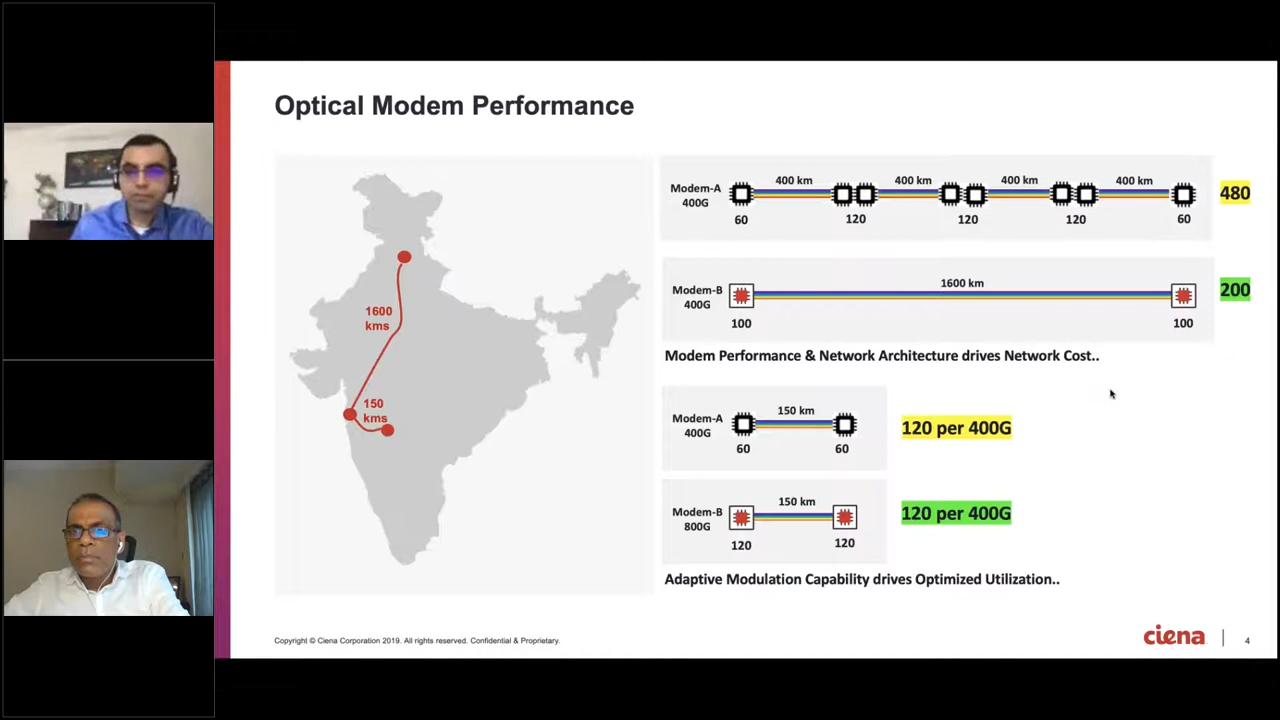 Optical Modem Performance
1600
kms
150
kms
Modem-A
400G
400 km
400 km
400 km
400 km
60
120
120
120
60
480
Modem-B
400G
1600 km
100
100
200
Modem Performance & Network Architecture drives Network Cost..
Modem-A
400G
150 km
60
60
120 per 400G
Modem-B
800G
150 km
120
120
120 per 400G
Adaptive Modulation Capability drives Optimized Utilization..
Copyright © Ciena Corporation 2019. All rights reserved. Confidential & Proprietary.
ciena
4